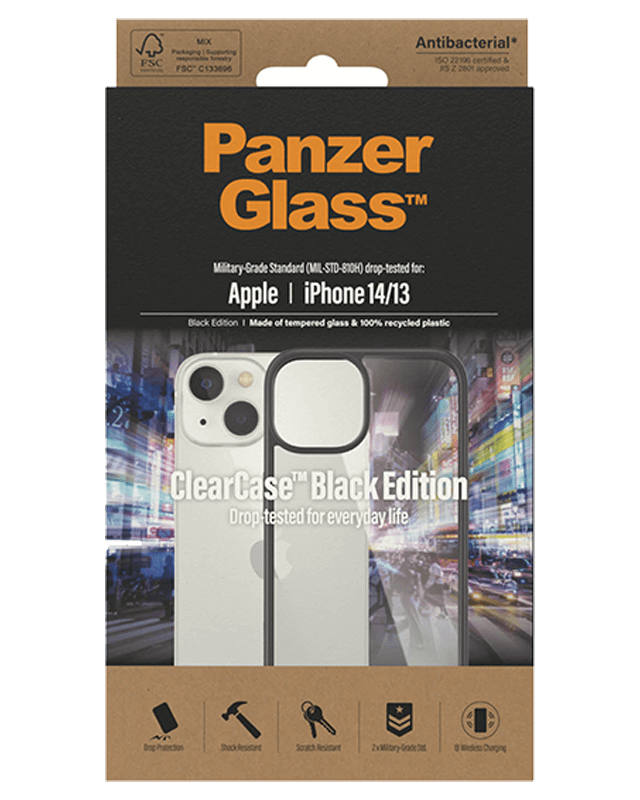 FSC
MIX
Packaging | Supporting
responsible forestry
FSC™ C133696
Antibacterial*
ISO 22196 certified &
JIS Z 2801 approved
Panzer
Glass™
Military-Grade Standard (MIL-STD-810H) drop-tested for:
Apple | iPhone 14/13
Black Edition | Made of tempered glass & 100% recycled plastic
ClearCase™ Black Edition
Drop-tested for everyday life
Drop Protection
Shock Resistant
Scratch Resistant
2 x Military-Grade Std.
Qi Wireless Charging